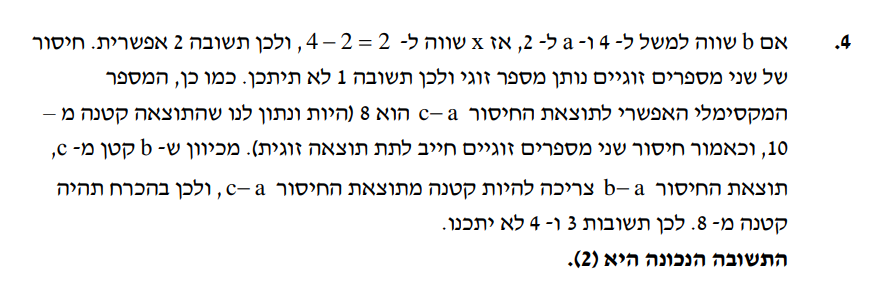 4. אם b שווה למשל ל- 4 ו- a ל- 2, אז x שווה ל- 4 – 2 = 2, ולכן תשובה 2 אפשרית. חיסור
של שני מספרים זוגיים נותן מספר זוגי ולכן תשובה 1 לא תיתכן. כמו כן, המספר
המקסימלי האפשרי לתוצאת החיסור c– a הוא 8 (היות ונתון לנו שהתוצאה קטנה מ –
10, וכאמור חיסור שני מספרים זוגיים חייב לתת תוצאה זוגית). מכיוון ש- b קטן מ- c,
תוצאת החיסור b– a צריכה להיות קטנה מתוצאת החיסור c– a, ולכן בהכרח תהיה
קטנה מ- 8. לכן תשובות 3 ו- 4 לא יתכנו.
התשובה הנכונה היא (2).